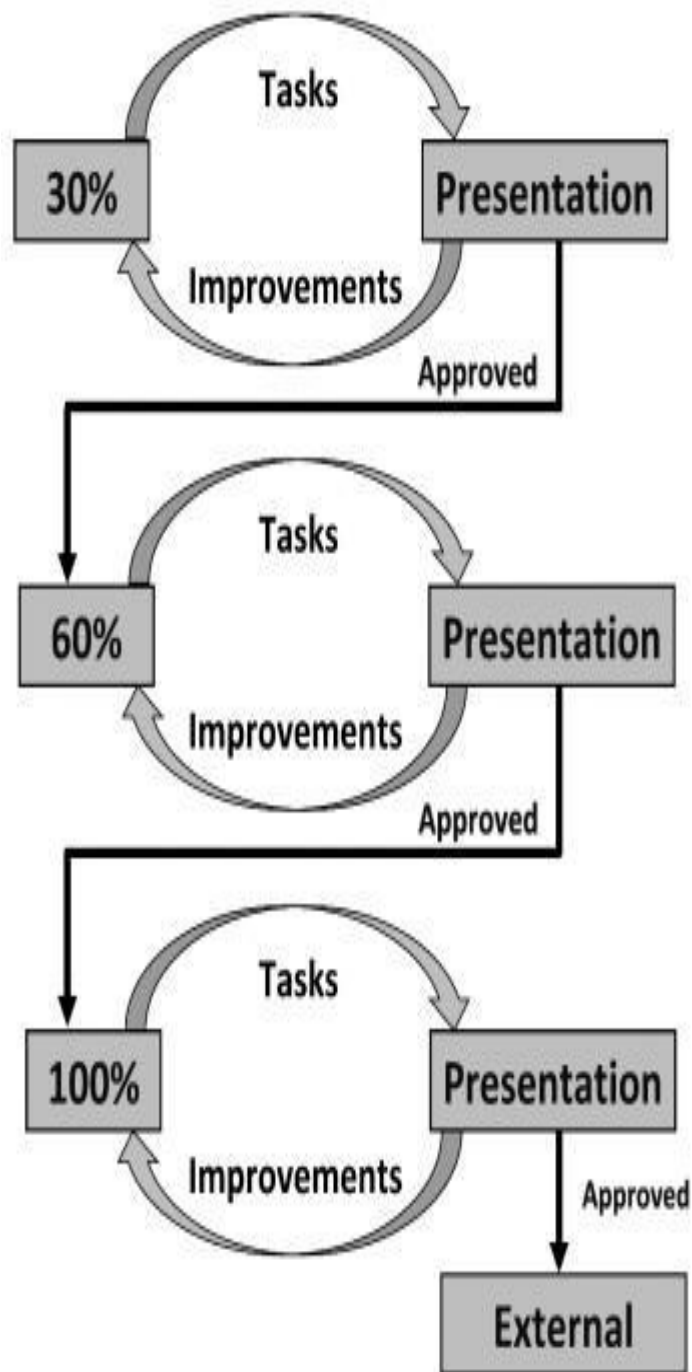 Tasks
30%
Presentation
Improvements
Approved
Tasks
60%
Presentation
Improvements
Approved
Tasks
100%
Presentation
Improvements
Approved
External